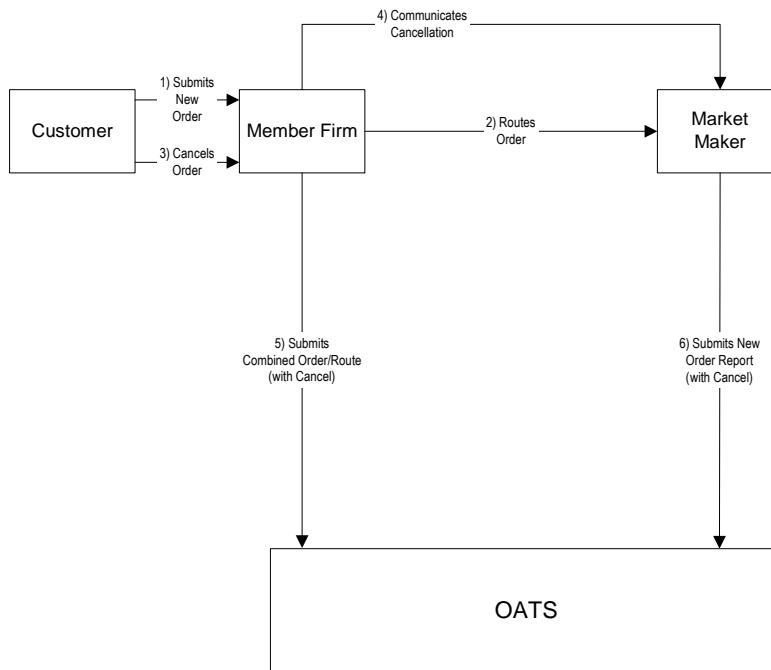 4) Communicates
Cancellation
1) Submits
New
Order
Customer
3) Cancels
Order
Member Firm
2) Routes
Order
Market
Maker
5) Submits
Combined Order/Route
(with Cancel)
6) Submits New
Order Report
(with Cancel)
OATS